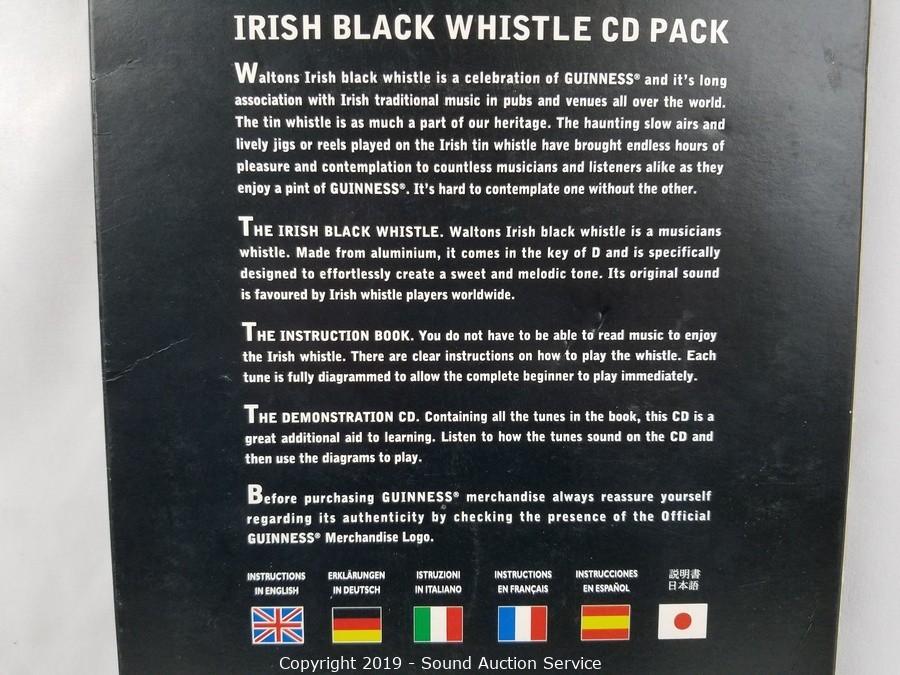 IRISH BLACK WHISTLE CD PACK
Waltons Irish black whistle is a celebration of GUINNESS® and it's long
association with Irish traditional music in pubs and venues all over the world.
The tin whistle is as much a part of our heritage. The haunting slow airs and
lively jigs or reels played on the Irish tin whistle have brought endless hours of
pleasure and contemplation to countless musicians and listeners alike as they
enjoy a pint of GUINNESS®. It's hard to contemplate one without the other.
THE IRISH BLACK WHISTLE. Waltons Irish black whistle is a musicians
whistle. Made from aluminium, it comes in the key of D and is specifically
designed to effortlessly create a sweet and melodic tone. Its original sound
is favoured by Irish whistle players worldwide.
THE INSTRUCTION BOOK. You do not have to be able to read music to enjoy
the Irish whistle. There are clear instructions on how to play the whistle. Each
tune is fully diagrammed to allow the complete beginner to play immediately.
THE DEMONSTRATION CD. Containing all the tunes in the book, this CD is a
great additional aid to learning. Listen to how the tunes sound on the CD and
then use the diagrams to play.
Before purchasing GUINNESS® merchandise always reassure yourself
regarding its authenticity by checking the presence of the Official
GUINNESS® Merchandise Logo.
INSTRUCTIONS
IN ENGLISH
ERKLÄRUNGEN
IN DEUTSCH
ISTRUZIONI
IN ITALIANO
INSTRUCTIONS
EN FRANÇAIS
INSTRUCCIONES
EN ESPAÑOL
説明書
日本語
Copyright 2019 - Sound Auction Service